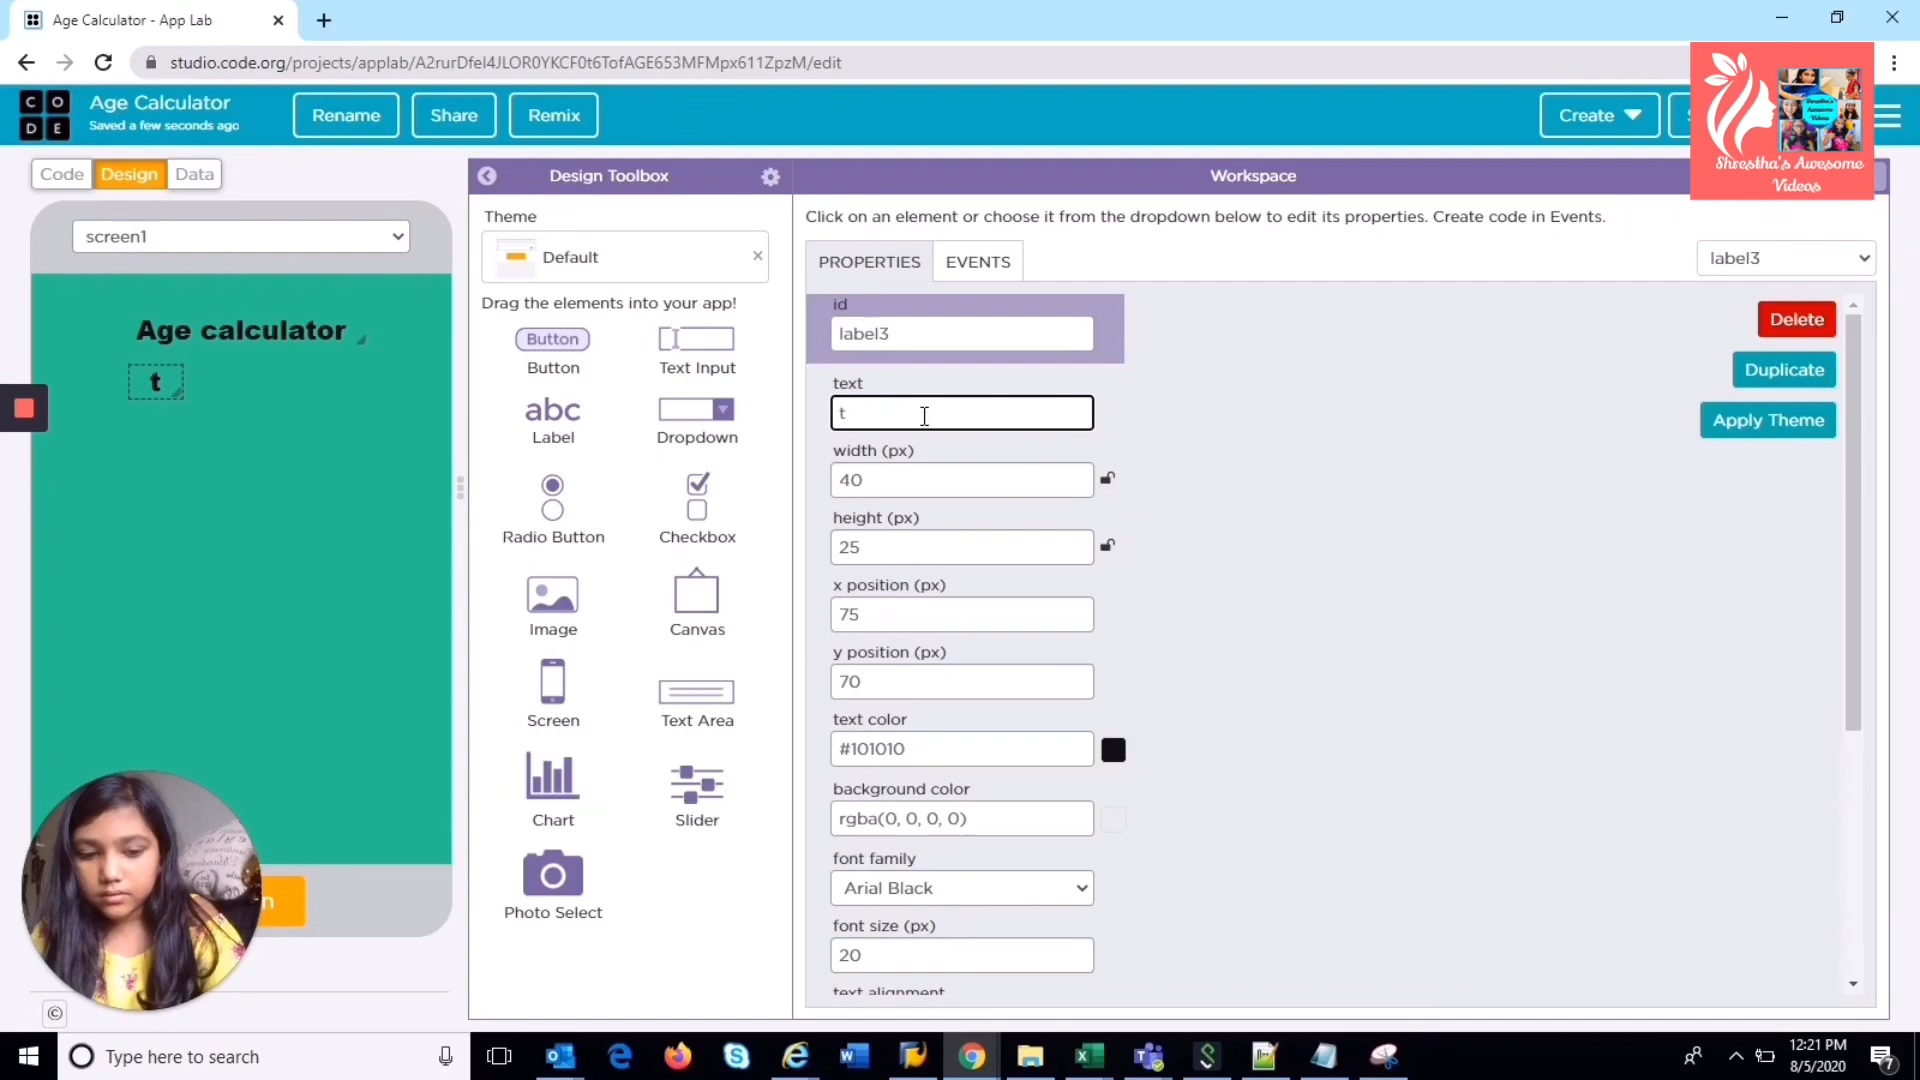 Age Calculator - App Lab
studio.code.org/projects/applab/A2rurDfel4JLOR0YKCF0t6TofAGE653MFMpx611ZpzM/edit
CODE
Age Calculator
Saved a few seconds ago
Rename
Share
Remix
Create
Shrestha's Awesome
Videos
Code
Design
Data
Design Toolbox
Workspace
screen1
Age calculator
t
Theme
Default
Drag the elements into your app!
Button
Button
Text Input
abc
Label
Dropdown
Radio Button
Checkbox
Image
Canvas
Screen
Text Area
Chart
Slider
Photo Select
Click on an element or choose it from the dropdown below to edit its properties. Create code in Events.
PROPERTIES
EVENTS
label3
id
label3
text
t
width (px)
40
height (px)
25
x position (px)
75
y position (px)
70
text color
#101010
background color
rgba(0, 0, 0, 0)
font family
Arial Black
font size (px)
20
text alignment
Delete
Duplicate
Apply Theme
n
©
Type here to search
12:21 PM
8/5/2020
7